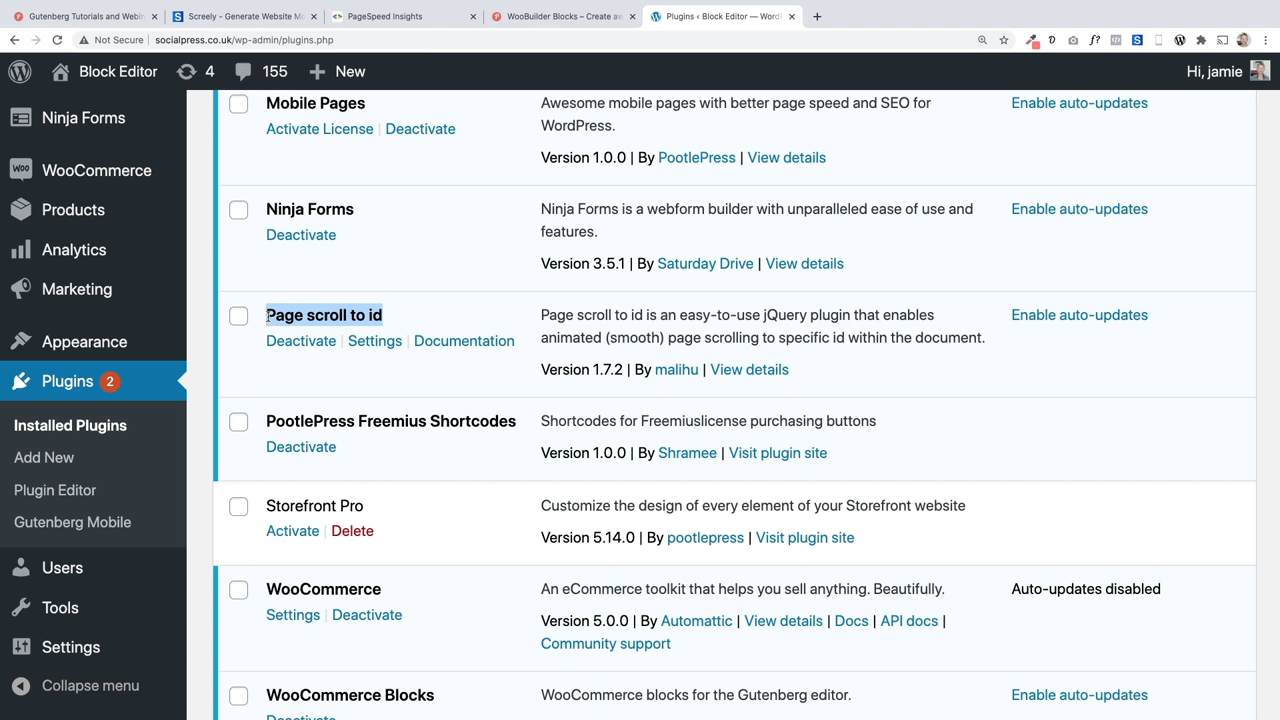 Gutenberg Tutorials and Webin
Screely - Generate Website Mo
PageSpeed Insights
WooBuilder Blocks – Create aw
Plugins ‹ Block Editor — Word
Not Secure | socialpress.co.uk/wp-admin/plugins.php
Block Editor
4
155
New
Hi, jamie
Ninja Forms
WooCommerce
Products
Analytics
Marketing
Appearance
Plugins 2
Installed Plugins
Add New
Plugin Editor
Gutenberg Mobile
Users
Tools
Settings
Collapse menu
Mobile Pages
Activate License | Deactivate
Awesome mobile pages with better page speed and SEO for
WordPress.
Version 1.0.0 | By PootlePress | View details
Enable auto-updates
Ninja Forms
Deactivate
Ninja Forms is a webform builder with unparalleled ease of use and
features.
Version 3.5.1 | By Saturday Drive | View details
Enable auto-updates
Page scroll to id
Deactivate | Settings | Documentation
Page scroll to id is an easy-to-use jQuery plugin that enables
animated (smooth) page scrolling to specific id within the document.
Version 1.7.2 | By malihu | View details
Enable auto-updates
PootlePress Freemius Shortcodes
Deactivate
Shortcodes for Freemiuslicense purchasing buttons
Version 1.0.0 | By Shramee | Visit plugin site
Storefront Pro
Activate | Delete
Customize the design of every element of your Storefront website
Version 5.14.0 | By pootlepress | Visit plugin site
WooCommerce
Settings | Deactivate
An eCommerce toolkit that helps you sell anything. Beautifully.
Version 5.0.0 | By Automattic | View details | Docs | API docs |
Community support
Auto-updates disabled
WooCommerce Blocks
Deactivate
WooCommerce blocks for the Gutenberg editor.
Enable auto-updates